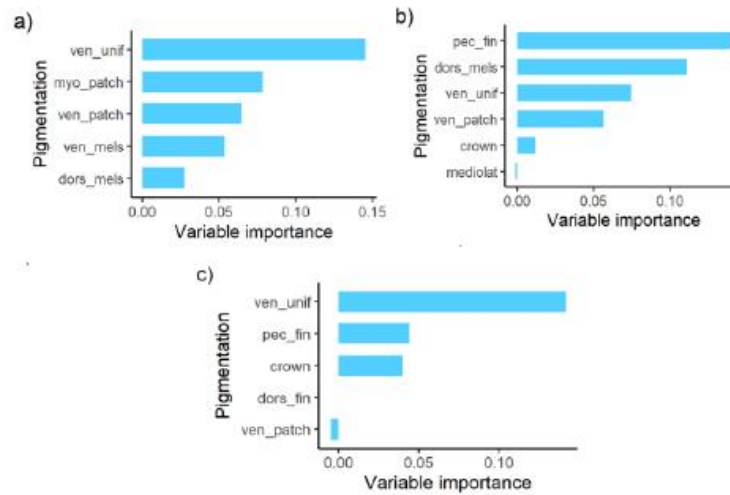 a)
Pigmentation
ven_unif
myo_patch
ven_patch
ven_mels
dors_mels
0.00 0.05 0.10 0.15
Variable importance
b)
Pigmentation
pec_fin
dors_mels
ven_unif
ven_patch
crown
mediolat
0.00 0.05 0.10
Variable importance
c)
Pigmentation
ven_unif
pec_fin
crown
dors_fin
ven_patch
0.00 0.05 0.10
Variable importance